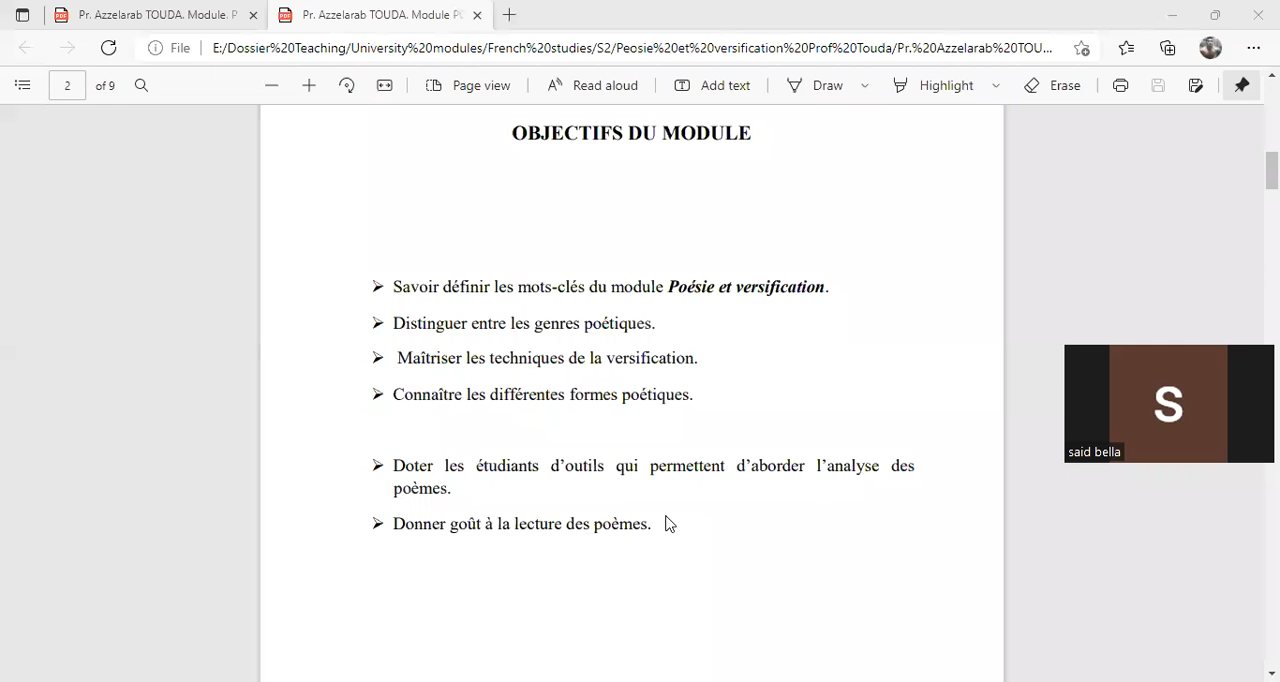 Pr. Azzelarab TOUDA. Module. P
Pr. Azzelarab TOUDA. Module P
File
E:/Dossier%20Teaching/University%20modules/French%20studies/S2/Peosie%20et%20versification%20Prof%20Touda/Pr.%20Azzelarab%20TOU...
2 of 9
Page view
Read aloud
Add text
Draw
Highlight
Erase
OBJECTIFS DU MODULE
➢ Savoir définir les mots-clés du module Poésie et versification.
➢ Distinguer entre les genres poétiques.
➢ Maîtriser les techniques de la versification.
➢ Connaître les différentes formes poétiques.
➢ Doter les étudiants d’outils qui permettent d’aborder l’analyse des
poèmes.
➢ Donner goût à la lecture des poèmes.
S
said bella